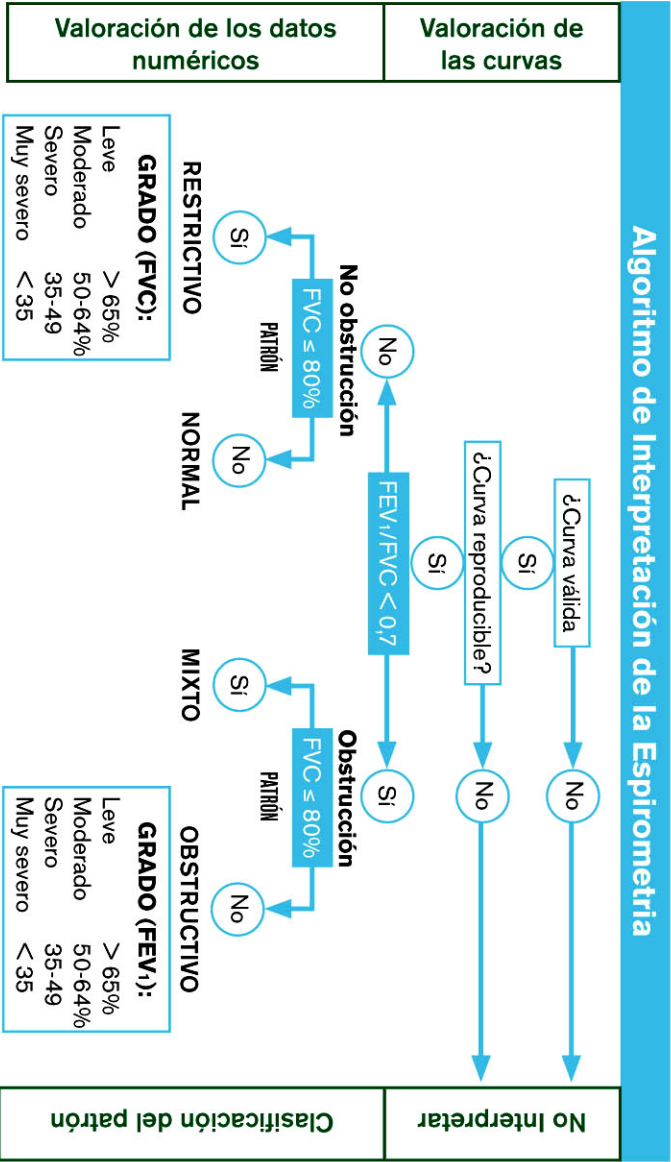 Algoritmo de Interpretación de la Espirometria
Valoración de
las curvas
¿Curva válida
No
Sí
¿Curva reproducible?
No
Sí
No Interpretar
Valoración de los datos
numéricos
FEV₁/FVC < 0,7
No
Sí
No obstrucción
FVC ≤ 80%
PATRÓN
Sí
No
RESTRICTIVO
NORMAL
Obstrucción
FVC ≤ 80%
PATRÓN
Sí
No
MIXTO
OBSTRUCTIVO
GRADO (FVC):
Leve > 65%
Moderado 50-64%
Severo 35-49
Muy severo < 35
GRADO (FEV₁):
Leve > 65%
Moderado 50-64%
Severo 35-49
Muy severo < 35
Clasificación del patrón